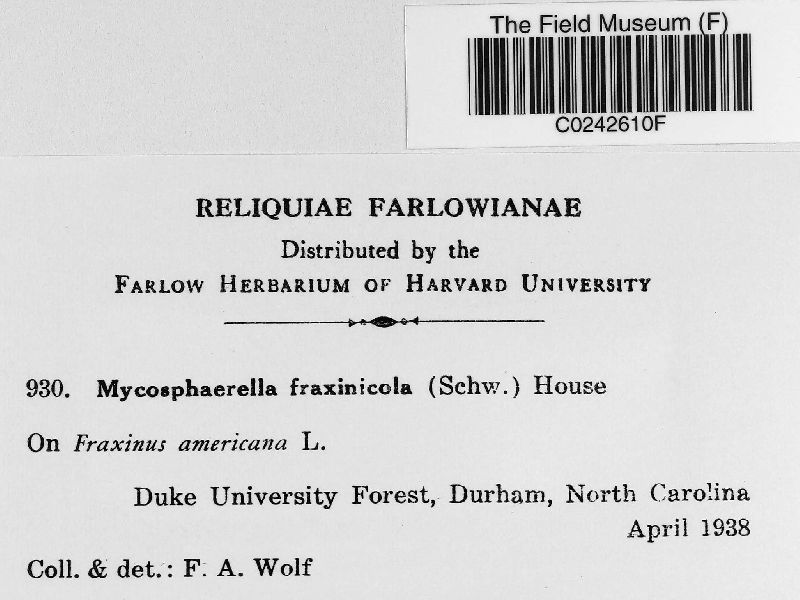 The Field Museum (F)
C0242610F
RELIQUIAE FARLOWIANAE
Distributed by the
FARLOW HERBARIUM OF HARVARD UNIVERSITY
930. Mycosphaerella fraxinicola (Schw.) House
On Fraxinus americana L.
Duke University Forest, Durham, North Carolina
April 1938
Coll. & det.: F. A. Wolf